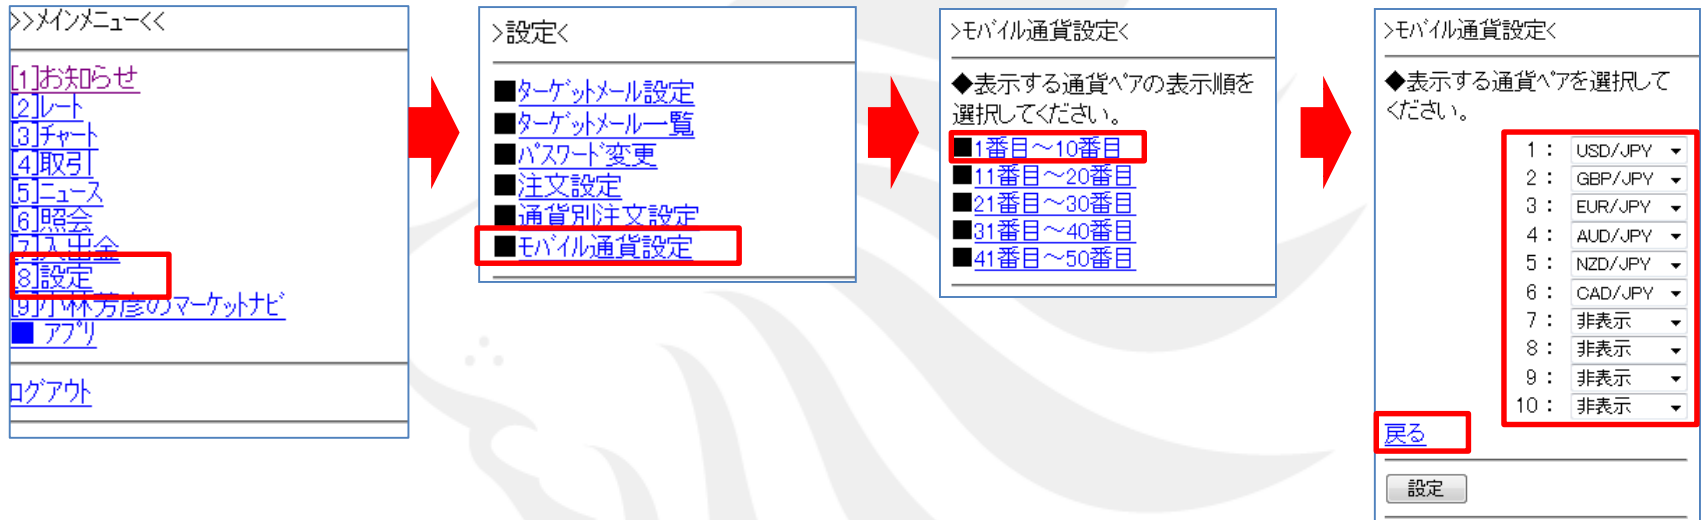 >>ﾒｲﾝﾒﾆｭｰ<<
[1]お知らせ
[2]ﾚｰﾄ
[3]ﾁｬｰﾄ
[4]取引
[5]ﾆｭｰｽ
[6]照会
[7]入出金
[8]設定
[9]小林芳彦のﾏｰｹｯﾄﾅﾋﾞ
■ ｱﾌﾟﾘ
ﾛｸﾞｱｳﾄ
>設定<
■ﾀｰｹﾞｯﾄﾒｰﾙ設定
■ﾀｰｹﾞｯﾄﾒｰﾙ一覧
■ﾊﾟｽﾜｰﾄﾞ変更
■注文設定
■通貨別注文設定
■ﾓﾊﾞｲﾙ通貨設定
>ﾓﾊﾞｲﾙ通貨設定<
◆表示する通貨ﾍﾟｱの表示順を
選択してください。
■1番目～10番目
■11番目～20番目
■21番目～30番目
■31番目～40番目
■41番目～50番目
>ﾓﾊﾞｲﾙ通貨設定<
◆表示する通貨ﾍﾟｱを選択して
ください。
1： USD/JPY
2： GBP/JPY
3： EUR/JPY
4： AUD/JPY
5： NZD/JPY
6： CAD/JPY
7： 非表示
8： 非表示
9： 非表示
10： 非表示
戻る
設定